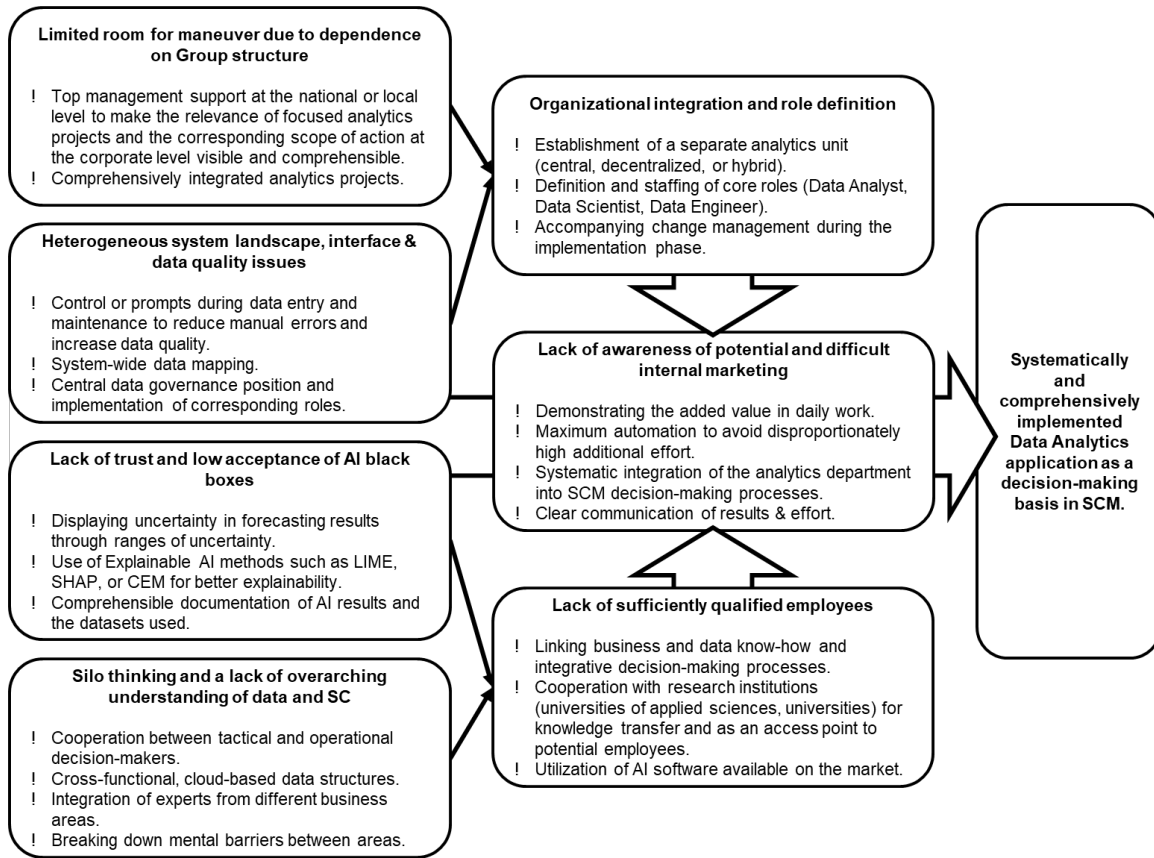 Limited room for maneuver due to dependence
on Group structure
! Top management support at the national or local
level to make the relevance of focused analytics
projects and the corresponding scope of action at
the corporate level visible and comprehensible.
! Comprehensively integrated analytics projects.
Heterogeneous system landscape, interface &
data quality issues
! Control or prompts during data entry and
maintenance to reduce manual errors and
increase data quality.
! System-wide data mapping.
! Central data governance position and
implementation of corresponding roles.
Lack of trust and low acceptance of AI black
boxes
! Displaying uncertainty in forecasting results
through ranges of uncertainty.
! Use of Explainable AI methods such as LIME,
SHAP, or CEM for better explainability.
! Comprehensible documentation of AI results and
the datasets used.
Silo thinking and a lack of overarching
understanding of data and SC
! Cooperation between tactical and operational
decision-makers.
! Cross-functional, cloud-based data structures.
! Integration of experts from different business
areas.
! Breaking down mental barriers between areas.
Organizational integration and role definition
! Establishment of a separate analytics unit
(central, decentralized, or hybrid).
! Definition and staffing of core roles (Data Analyst,
Data Scientist, Data Engineer).
! Accompanying change management during the
implementation phase.
Lack of awareness of potential and difficult
internal marketing
! Demonstrating the added value in daily work.
! Maximum automation to avoid disproportionately
high additional effort.
! Systematic integration of the analytics department
into SCM decision-making processes.
! Clear communication of results & effort.
Lack of sufficiently qualified employees
! Linking business and data know-how and
integrative decision-making processes.
! Cooperation with research institutions
(universities of applied sciences, universities) for
knowledge transfer and as an access point to
potential employees.
! Utilization of AI software available on the market.
Systematically
and
comprehensively
implemented
Data Analytics
application as a
decision-making
basis in SCM.